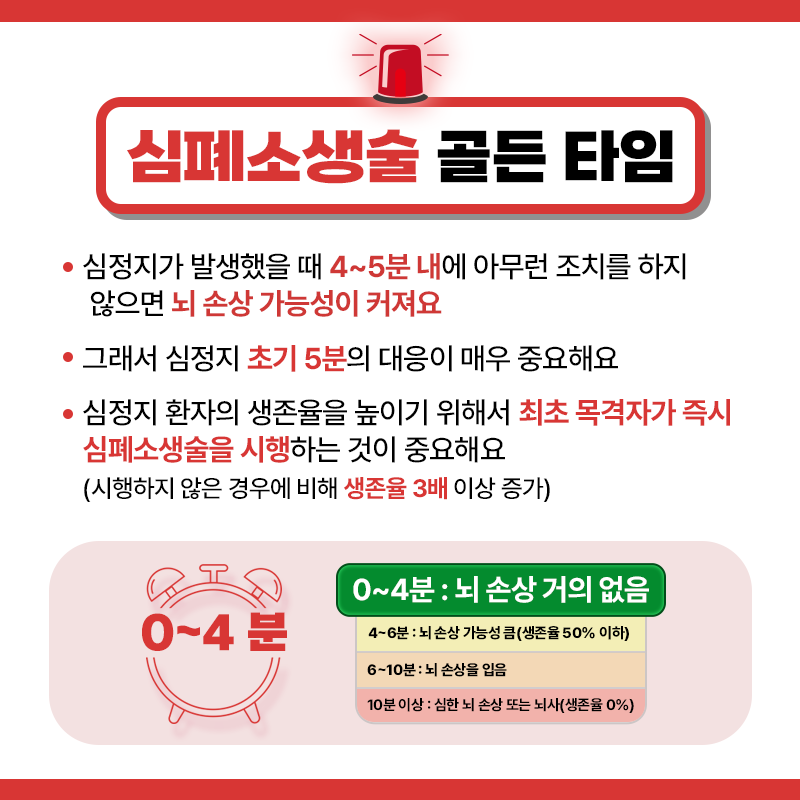 심폐소생술 골든 타임
심정지가 발생했을 때 4~5분 내에 아무런 조치를 하지
않으면 뇌 손상 가능성이 커져요
그래서 심정지 초기 5분의 대응이 매우 중요해요
심정지 환자의 생존율을 높이기 위해서 최초 목격자가 즉시
심폐소생술을 시행하는 것이 중요해요
(시행하지 않은 경우에 비해 생존율 3배 이상 증가)
0~4 분
0~4분 : 뇌 손상 거의 없음
4~6분 : 뇌 손상 가능성 큼(생존율 50% 이하)
6~10분 : 뇌 손상을 입음
10분 이상 : 심한 뇌 손상 또는 뇌사(생존율 0%)